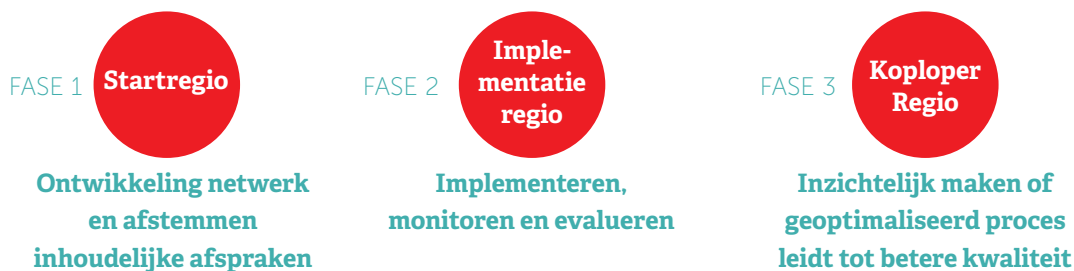 FASE 1
Startregio
Ontwikkeling netwerk
en afstemmen
inhoudelijke afspraken
FASE 2
Imple-
mentatie
regio
Implementeren,
monitoren en evalueren
FASE 3
Koploper
Regio
Inzichtelijk maken of
geoptimaliseerd proces
leidt tot betere kwaliteit